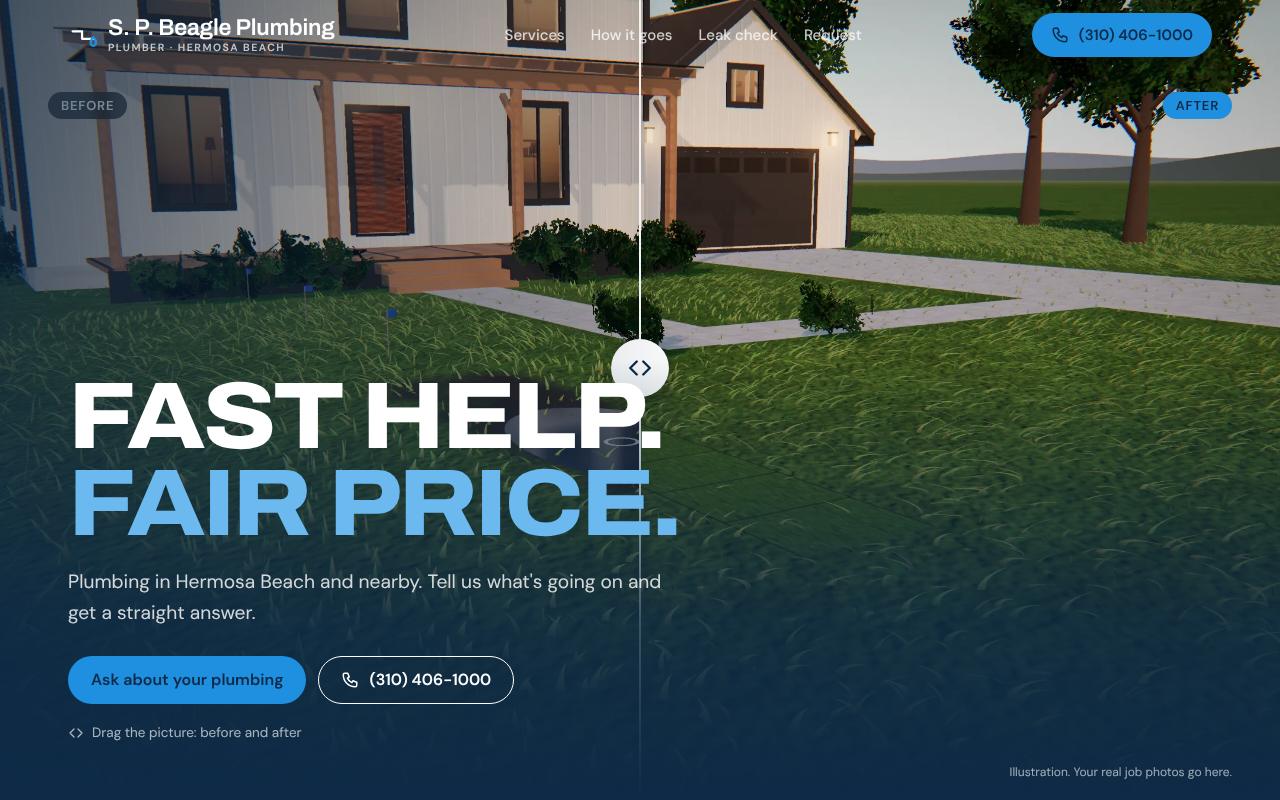 S. P. Beagle Plumbing
PLUMBER · HERMOSA BEACH
Services
How it goes
Leak check
Request
(310) 406-1000
BEFORE
AFTER
FAST HELP.
FAIR PRICE.
Plumbing in Hermosa Beach and nearby. Tell us what's going on and
get a straight answer.
Ask about your plumbing
(310) 406-1000
Drag the picture: before and after
Illustration. Your real job photos go here.